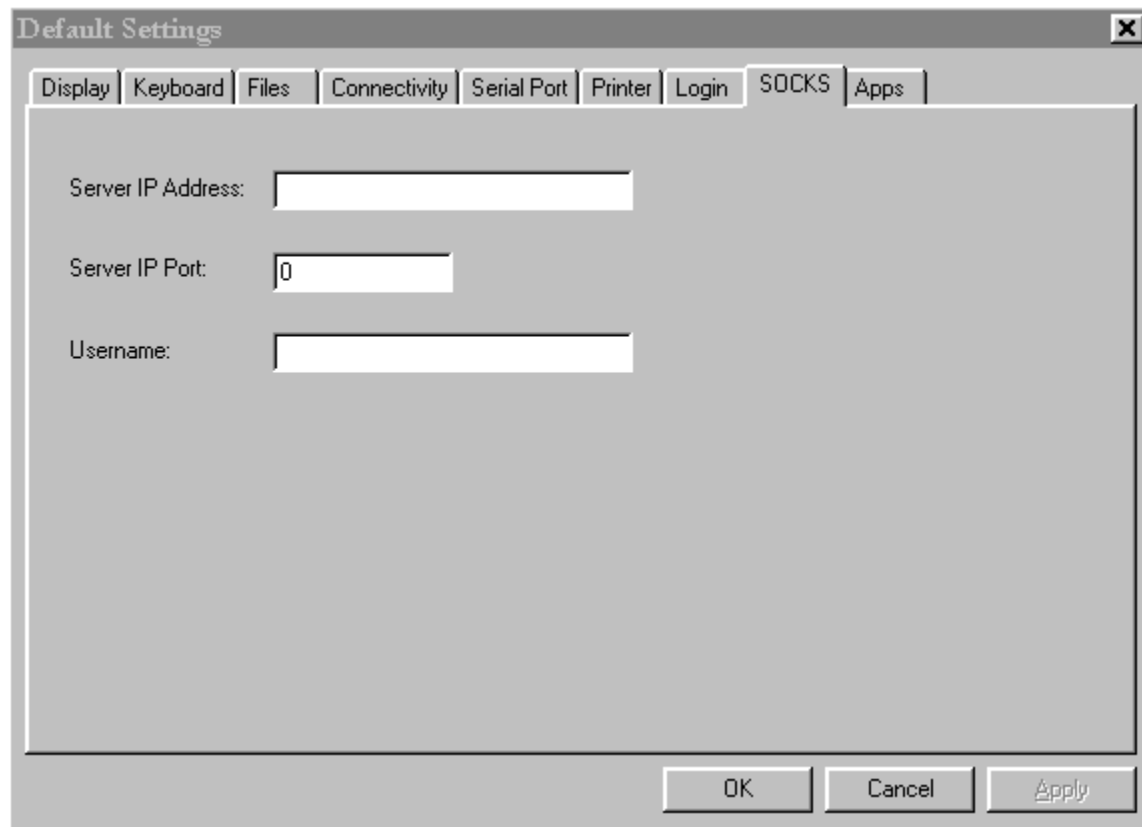 Default Settings
Display Keyboard Files Connectivity Serial Port Printer Login SOCKS Apps
Server IP Address:
Server IP Port: 0
Username:
OK Cancel Apply